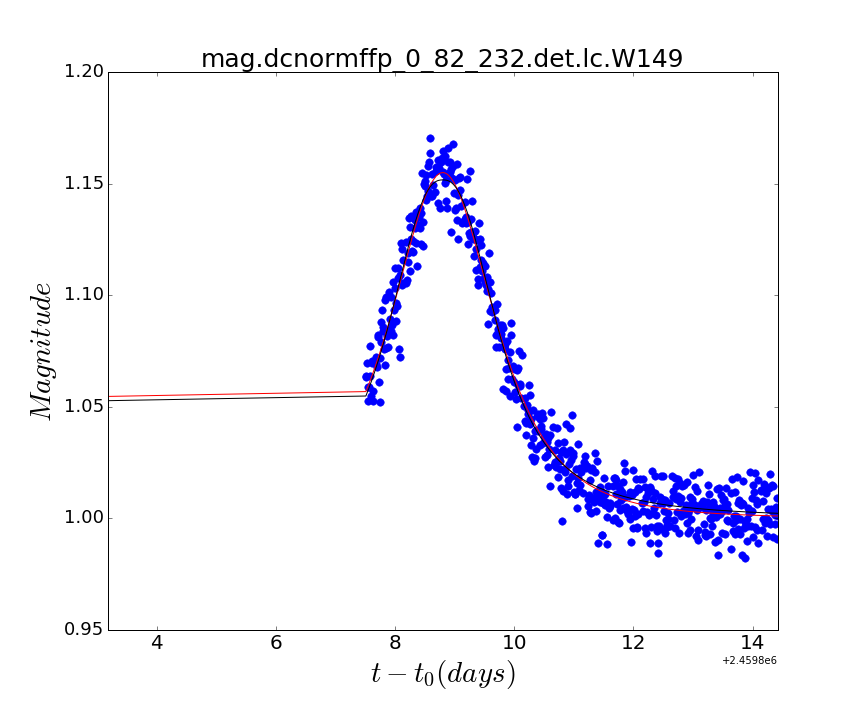 mag.dcnormffp_0_82_232.det.lc.W149
1.20
1.15
1.10
1.05
1.00
0.95
Magnitude
4 6 8 10 12 14
+2.4598e6
t − t₀(days)